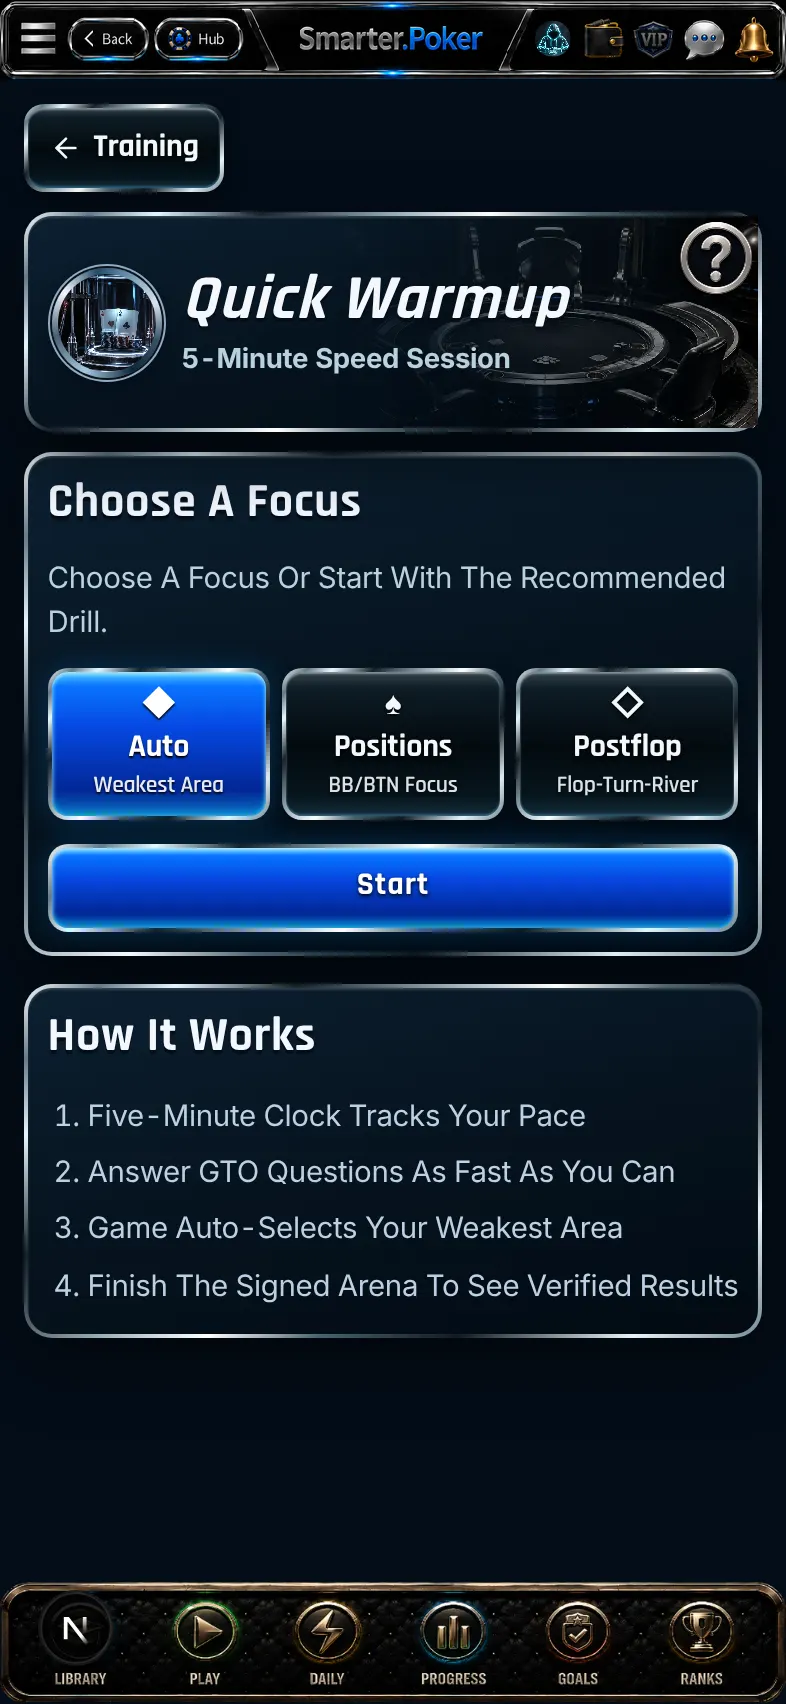 Back
Hub
Smarter.Poker
VIP
← Training
?
Quick Warmup
5-Minute Speed Session
Choose A Focus
Choose A Focus Or Start With The Recommended
Drill.
Auto
Weakest Area
Positions
BB/BTN Focus
Postflop
Flop-Turn-River
Start
How It Works
1. Five-Minute Clock Tracks Your Pace
2. Answer GTO Questions As Fast As You Can
3. Game Auto-Selects Your Weakest Area
4. Finish The Signed Arena To See Verified Results
N
LIBRARY
PLAY
DAILY
PROGRESS
GOALS
RANKS